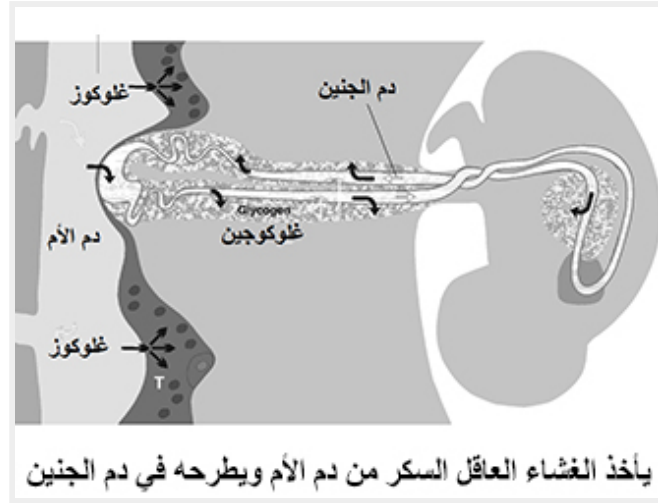 غلوكوز
دم الجنين
Glycogen
غلوكوجين
دم الأم
غلوكوز
T
يأخذ الغشاء العاقل السكر من دم الأم ويطرحه في دم الجنين